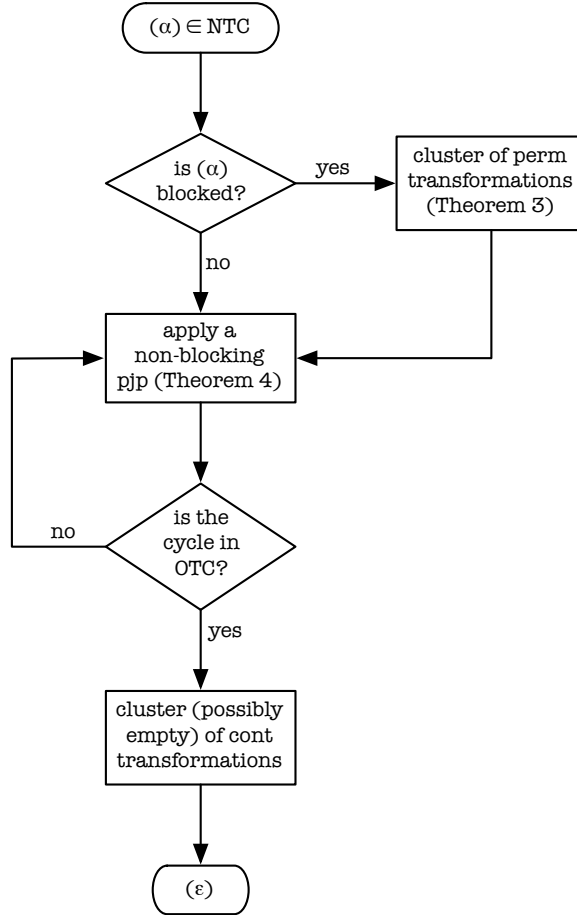 (α) ∈ NTC
is (α)
blocked?
yes
cluster of perm
transformations
(Theorem 3)
no
apply a
non-blocking
pjp (Theorem 4)
is the
cycle in
OTC?
no
yes
cluster (possibly
empty) of cont
transformations
(ε)